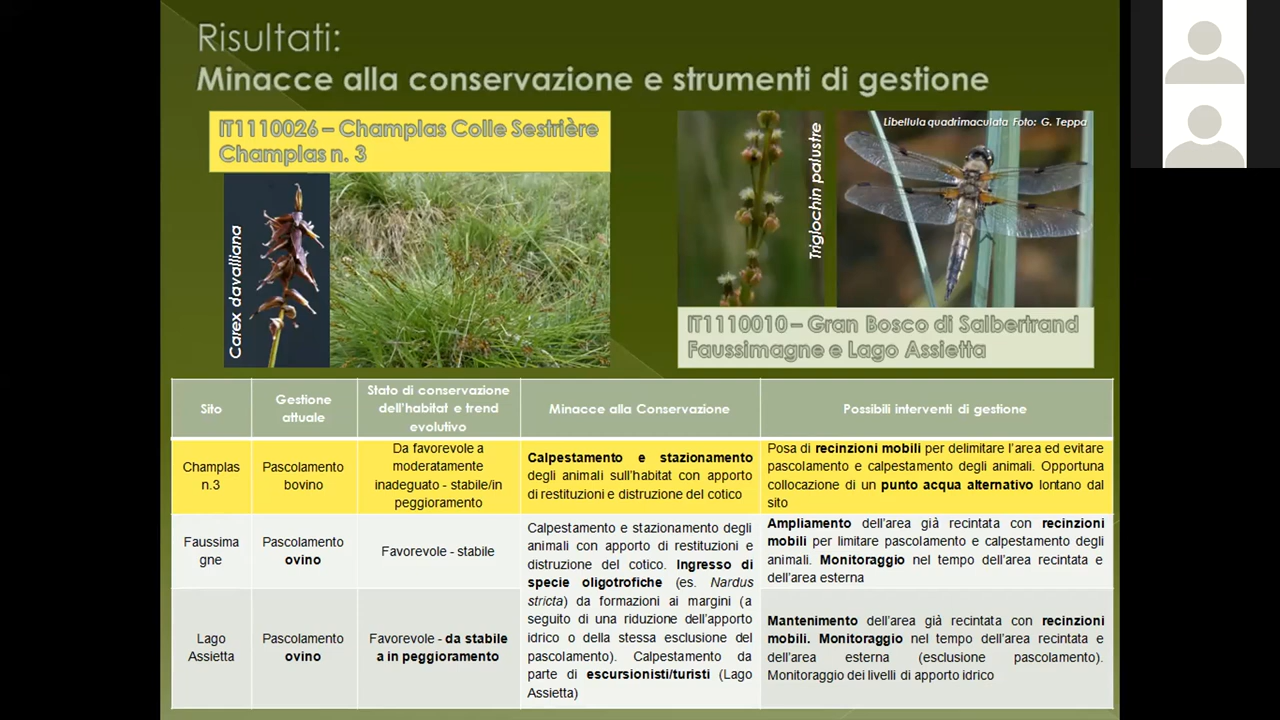 Risultati:
Minacce alla conservazione e strumenti di gestione
IT1110026 – Champlas Colle Sestrière
Champlas n. 3
Carex davalliana
Triglochin palustre
Libellula quadrimaculata Foto: G. Teppa
IT1110010 – Gran Bosco di Salbertrand
Faussimagne e Lago Assietta
Sito
Gestione
attuale
Stato di conservazione
dell'habitat e trend
evolutivo
Minacce alla Conservazione
Possibili interventi di gestione
Champlas
n.3
Pascolamento
bovino
Da favorevole a
moderatamente
inadeguato - stabile/in
peggioramento
Calpestamento e stazionamento
degli animali sull'habitat con apporto
di restituzioni e distruzione del cotico
Posa di recinzioni mobili per delimitare l'area ed evitare
pascolamento e calpestamento degli animali. Opportuna
collocazione di un punto acqua alternativo lontano dal
sito
Faussima
gne
Pascolamento
ovino
Favorevole - stabile
Calpestamento e stazionamento degli
animali con apporto di restituzioni e
distruzione del cotico. Ingresso di
specie oligotrofiche (es. Nardus
stricta) da formazioni ai margini (a
seguito di una riduzione dell'apporto
idrico o della stessa esclusione del
pascolamento). Calpestamento da
parte di escursionisti/turisti (Lago
Assietta)
Ampliamento dell'area già recintata con recinzioni
mobili per limitare pascolamento e calpestamento degli
animali. Monitoraggio nel tempo dell'area recintata e
dell'area esterna
Lago
Assietta
Pascolamento
ovino
Favorevole - da stabile
a in peggioramento
Mantenimento dell'area già recintata con recinzioni
mobili. Monitoraggio nel tempo dell'area recintata e
dell'area esterna (esclusione pascolamento).
Monitoraggio dei livelli di apporto idrico